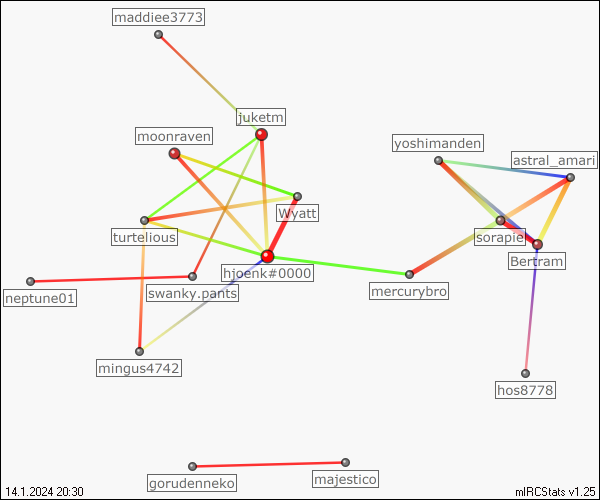 maddiee3773
juketm
moonraven
yoshimanden
astral_amari
Wyatt
turtelious
sorapie
Bertram
hjoenk#0000
mercurybro
neptune01
swanky.pants
mingus4742
hos8778
gorudenneko
majestico
14.1.2024 20:30
mIRCStats v1.25